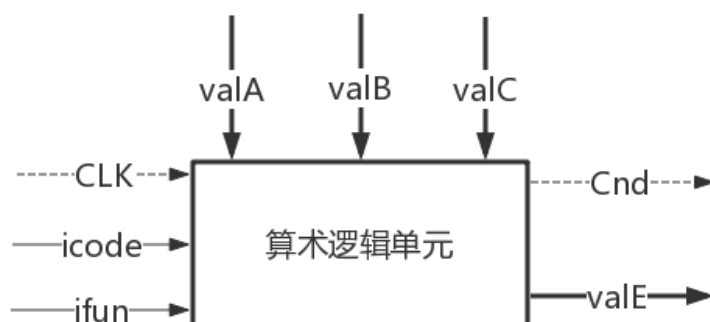 valA valB valC
CLK Cnd
icode 算术逻辑单元
ifun valE